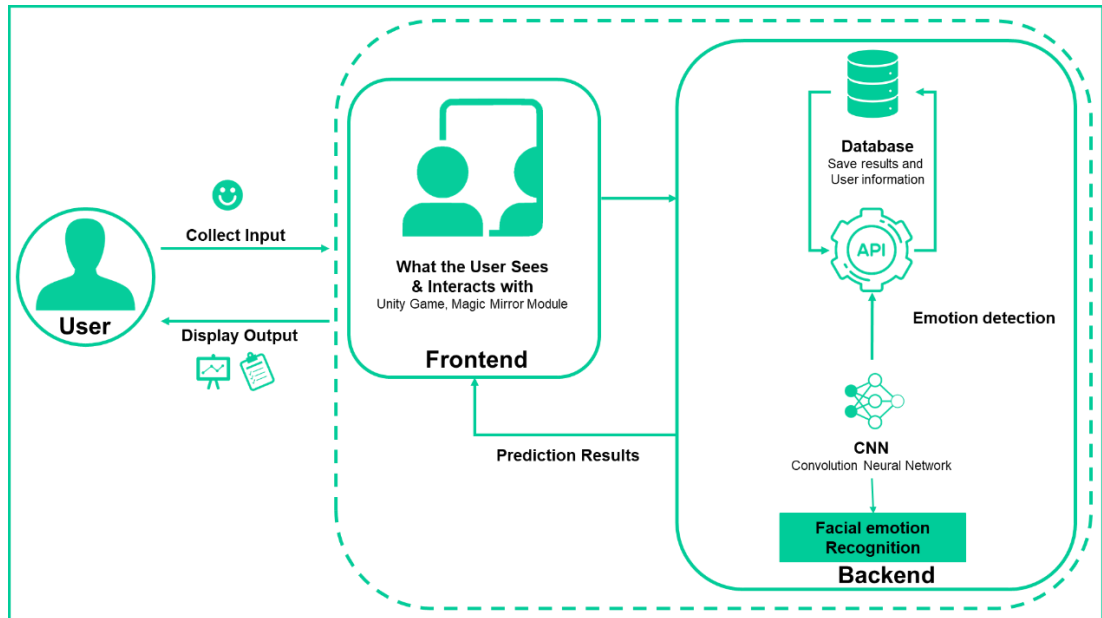 User
Collect Input
Display Output
What the User Sees
& Interacts with
Unity Game, Magic Mirror Module
Frontend
Prediction Results
Database
Save results and
User information
API
Emotion detection
CNN
Convolution Neural Network
Facial emotion
Recognition
Backend